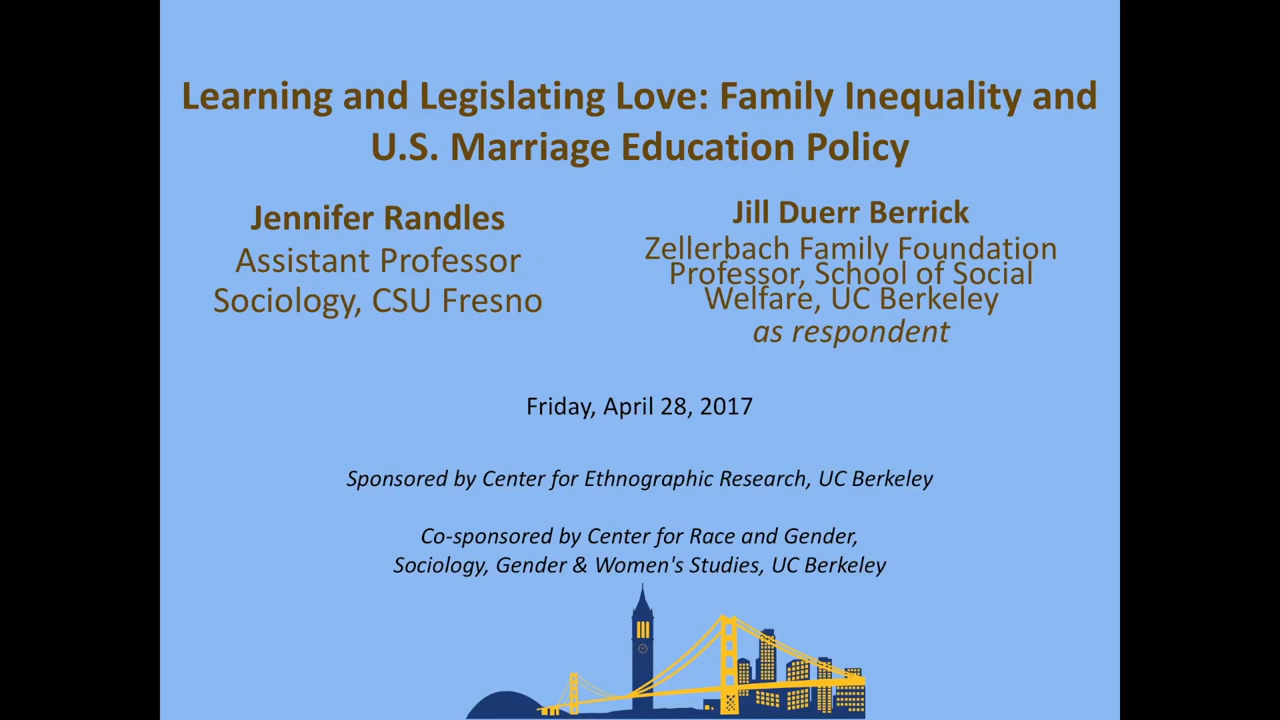 Learning and Legislating Love: Family Inequality and
U.S. Marriage Education Policy
Jennifer Randles
Assistant Professor
Sociology, CSU Fresno
Jill Duerr Berrick
Zellerbach Family Foundation
Professor, School of Social
Welfare, UC Berkeley
as respondent
Friday, April 28, 2017
Sponsored by Center for Ethnographic Research, UC Berkeley
Co-sponsored by Center for Race and Gender,
Sociology, Gender & Women's Studies, UC Berkeley